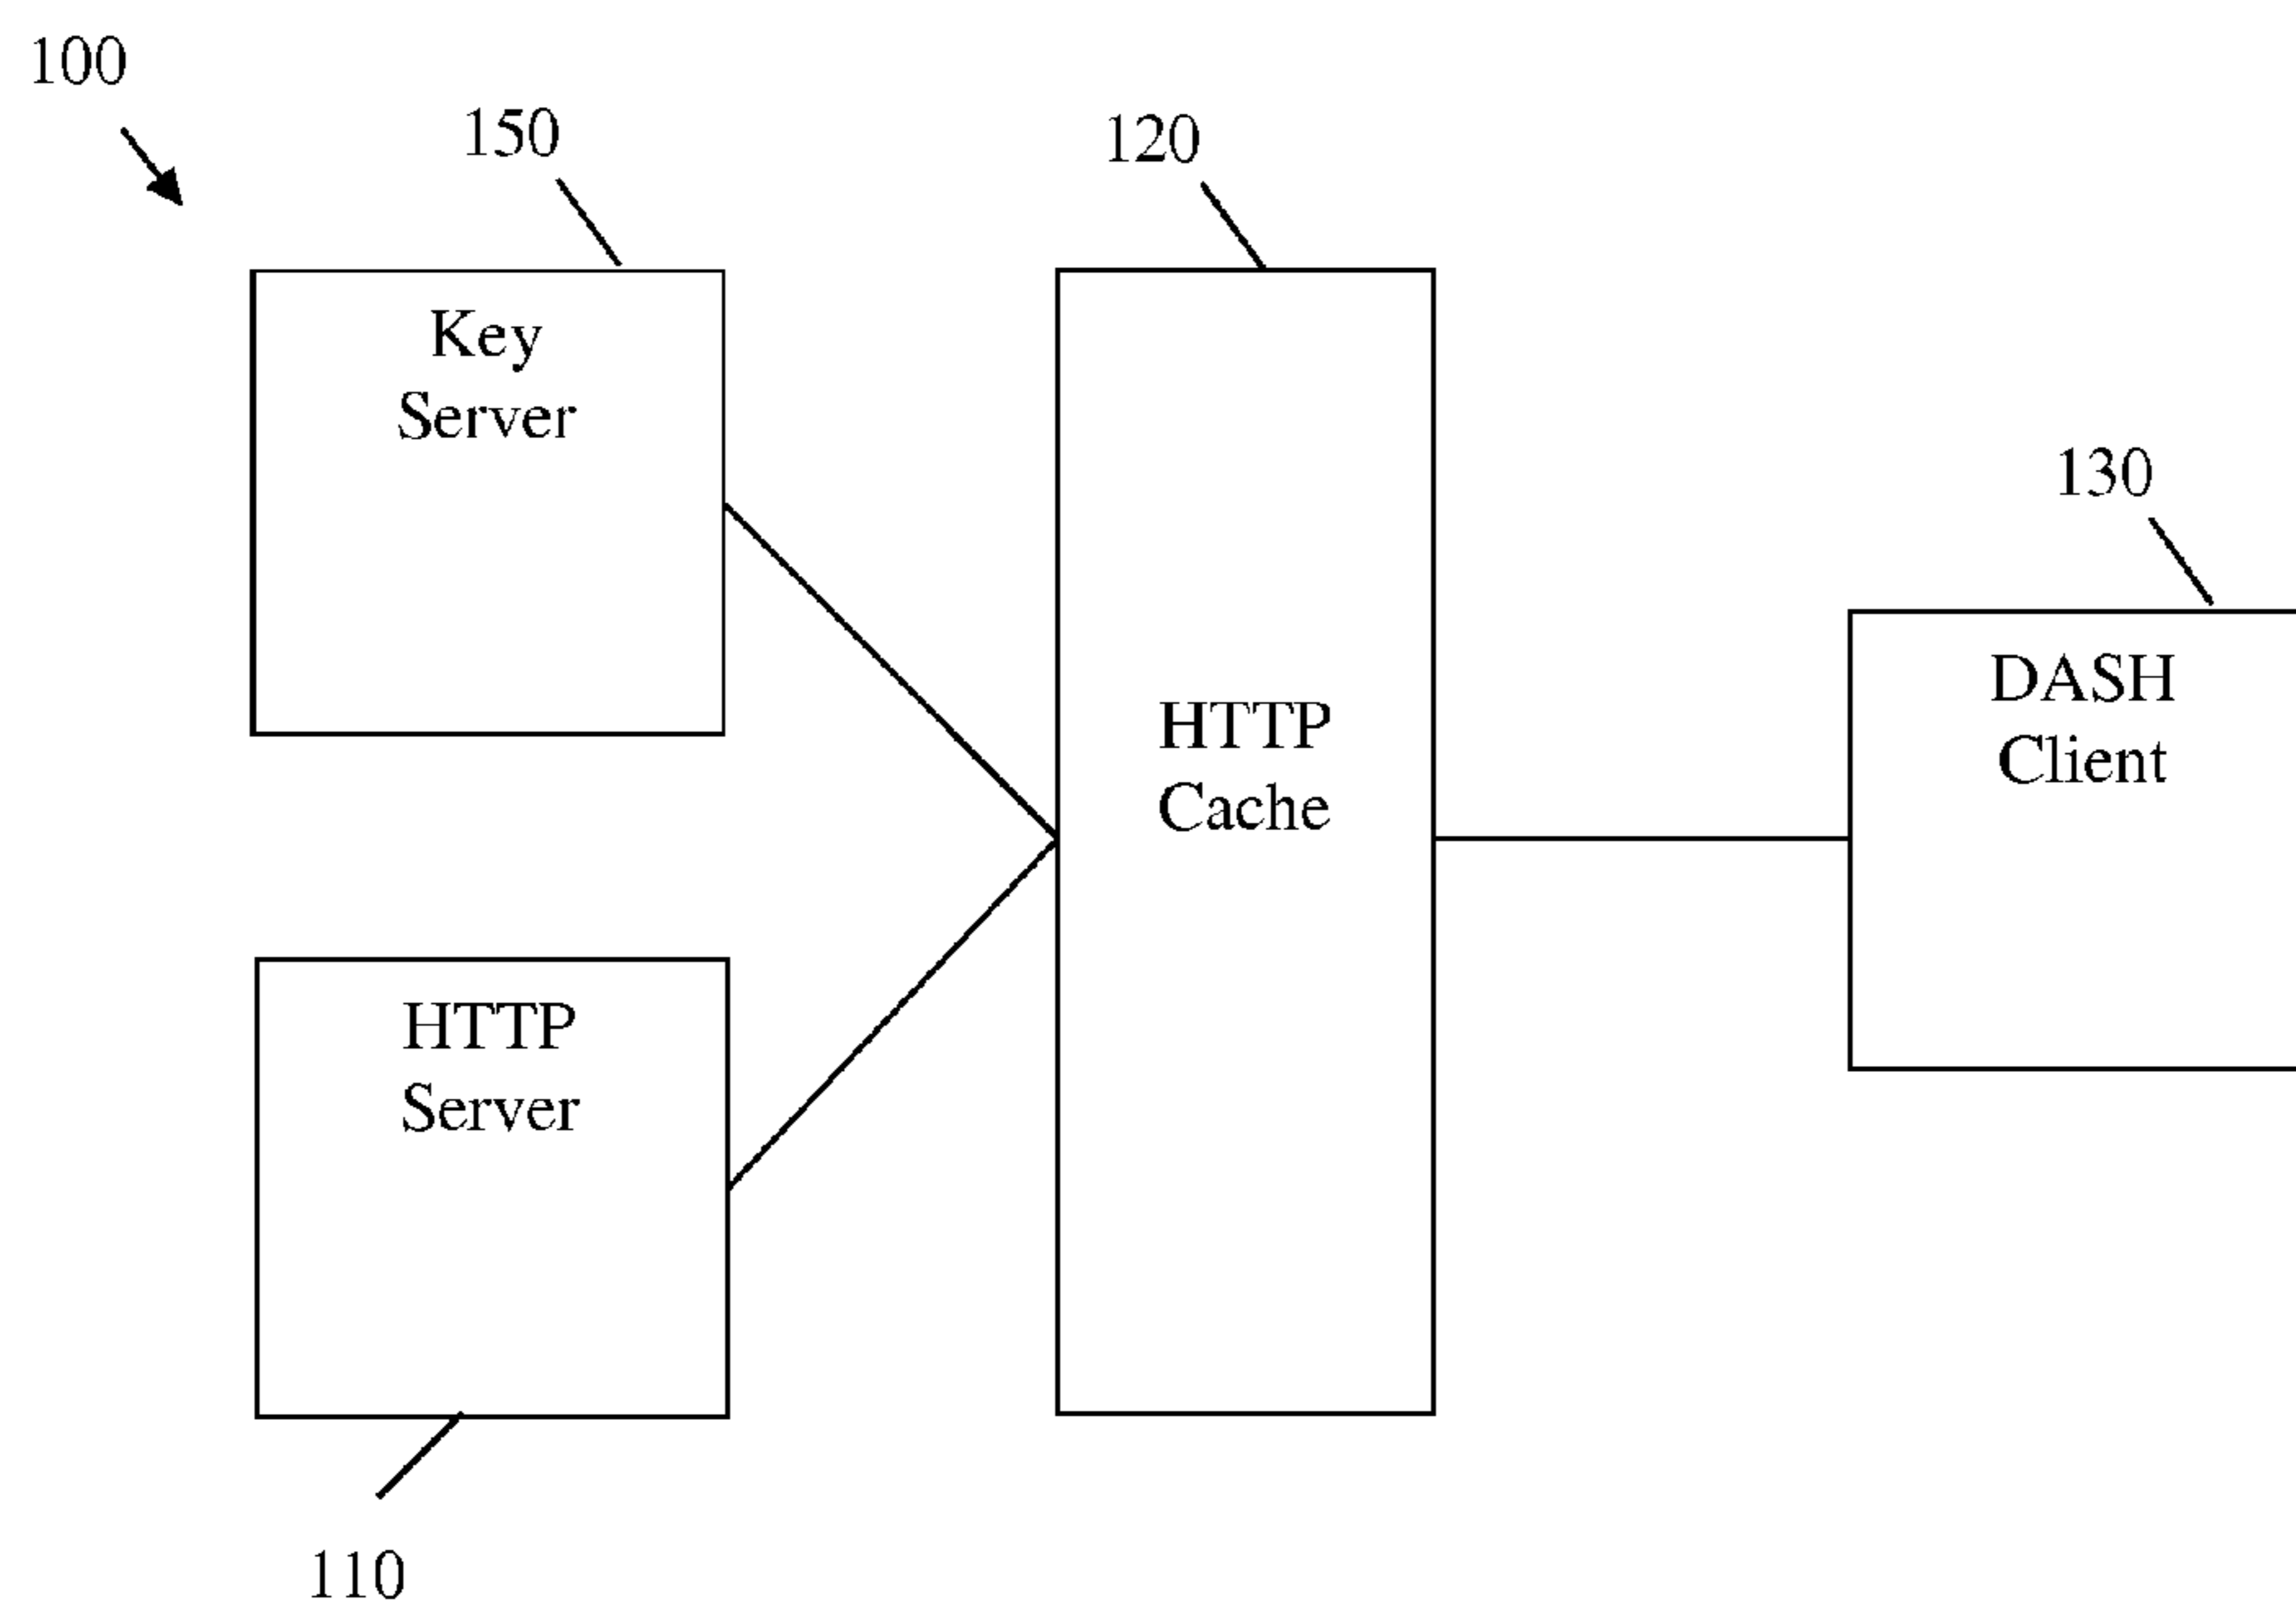 100
150
120
Key
Server
130
HTTP
Cache
DASH
Client
HTTP
Server
110